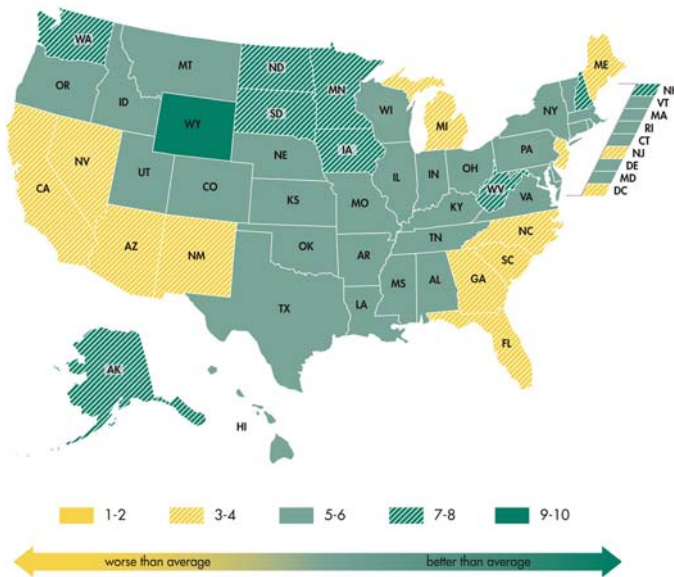 WA
MT
ND
MN
ME
OR
ID
SD
WI
NY
NH
VT
MA
RI
CT
NJ
DE
MD
DC
WY
MI
IA
NE
PA
NV
UT
CO
IL
IN
OH
WV
VA
CA
KS
MO
KY
NC
AZ
NM
OK
AR
TN
SC
MS
AL
GA
TX
LA
FL
AK
HI
1-2
3-4
5-6
7-8
9-10
worse than average
better than average